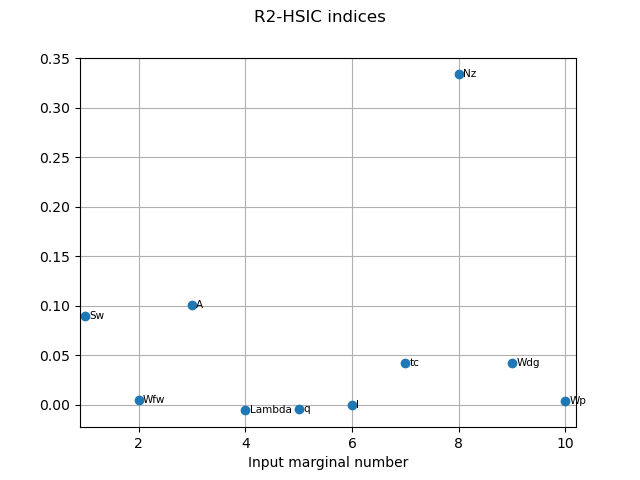 R2-HSIC indices
0.35
0.30
0.25
0.20
0.15
0.10
0.05
0.00
Nz
A
Sw
tc
Wdg
Wfw
Wp
l
Lambda
q
2
4
6
8
10
Input marginal number